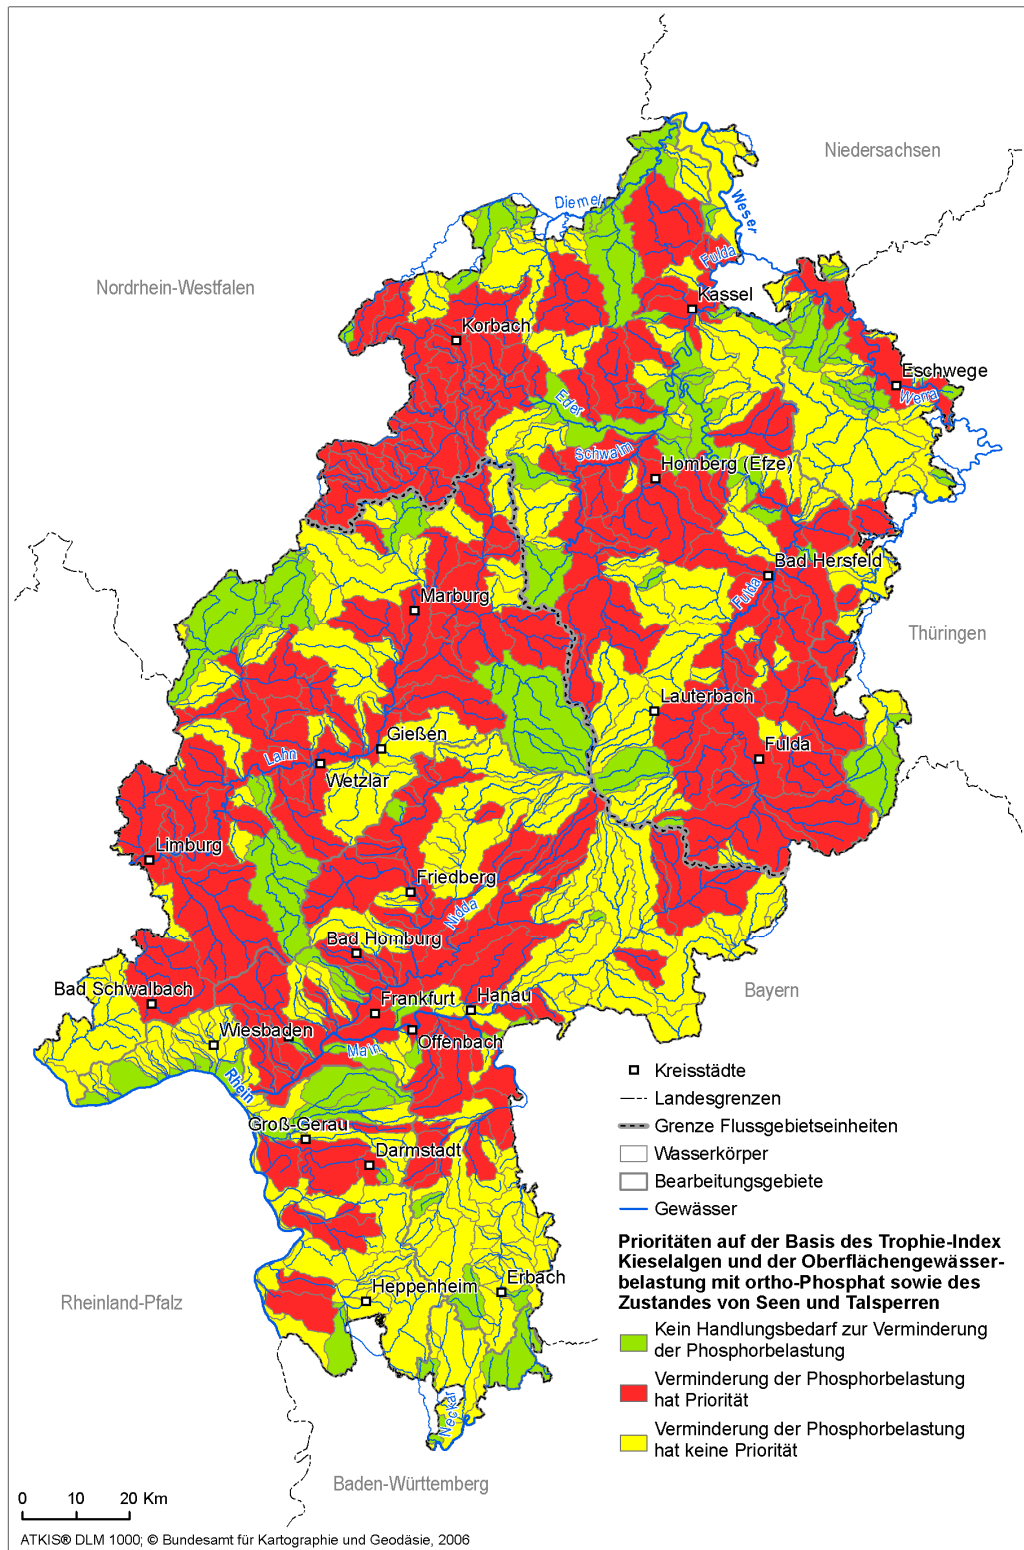 Niedersachsen
Diemel
Weser
Fulda
Nordrhein-Westfalen
Kassel
Korbach
Eschwege
Werra
Eder
Schwalm
Homberg (Efze)
Bad Hersfeld
Fulda
Marburg
Thüringen
Lauterbach
Gießen
Fulda
Lahn
Wetzlar
Limburg
Friedberg
Nidda
Bad Homburg
Bad Schwalbach
Frankfurt
Hanau
Bayern
Wiesbaden
Offenbach
Main
Rhein
Groß-Gerau
Darmstadt
Heppenheim
Erbach
Rheinland-Pfalz
Neckar
Baden-Württemberg
Kreisstädte
Landesgrenzen
Grenze Flussgebietseinheiten
Wasserkörper
Bearbeitungsgebiete
Gewässer
Prioritäten auf der Basis des Trophie-Index
Kieselalgen und der Oberflächengewässer-
belastung mit ortho-Phosphat sowie des
Zustandes von Seen und Talsperren
Kein Handlungsbedarf zur Verminderung
der Phosphorbelastung
Verminderung der Phosphorbelastung
hat Priorität
Verminderung der Phosphorbelastung
hat keine Priorität
0 10 20 Km
ATKIS® DLM 1000; © Bundesamt für Kartographie und Geodäsie, 2006